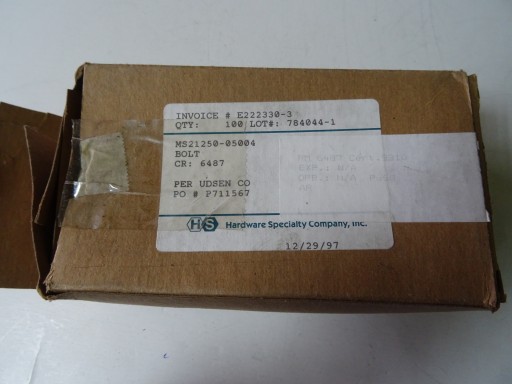 INVOICE # E222330-3
QTY: 100 LOT#: 784044-1
MS21250-05004
BOLT
CR: 6487
PER UDSEN CO
PO # P711567
HS Hardware Specialty Company, Inc.
12/29/97